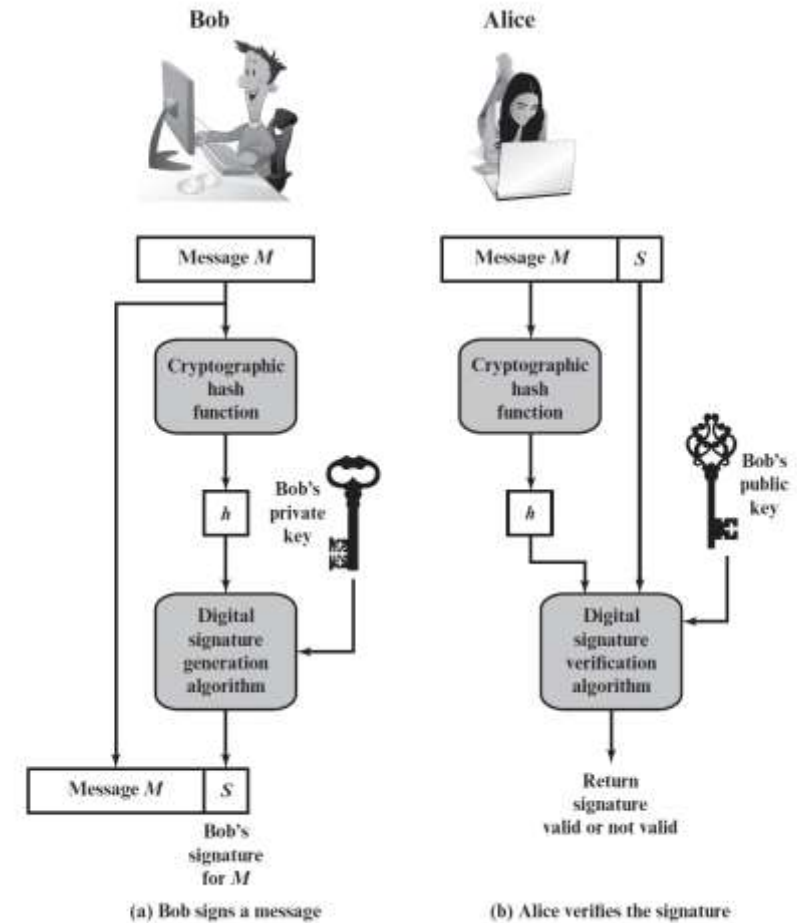 Bob
Message M
Cryptographic
hash
function
h
Bob's
private
key
Digital
signature
generation
algorithm
Message M
S
Bob's
signature
for M
(a) Bob signs a message
Alice
Message M
S
Cryptographic
hash
function
h
Bob's
public
key
Digital
signature
verification
algorithm
Return
signature
valid or not valid
(b) Alice verifies the signature